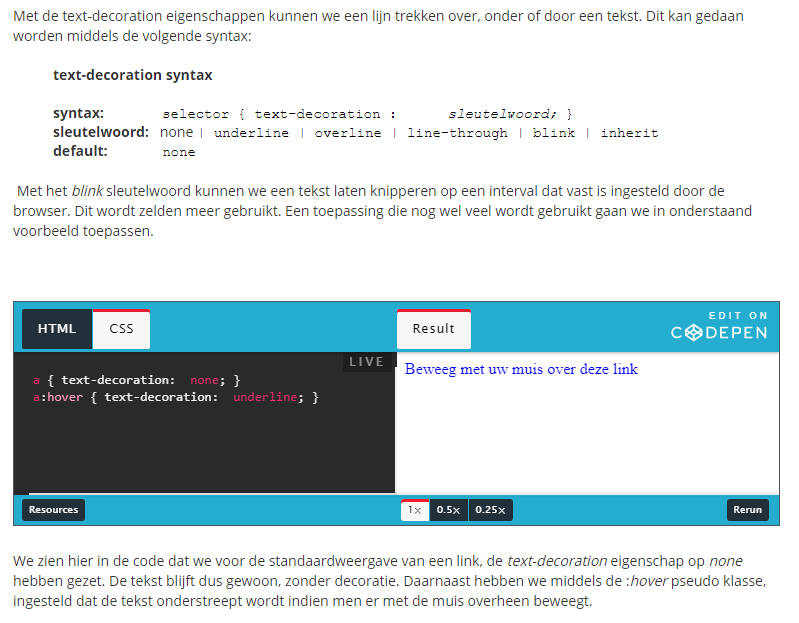 Met de text-decoration eigenschappen kunnen we een lijn trekken over, onder of door een tekst. Dit kan gedaan
worden middels de volgende syntax:
text-decoration syntax
syntax: selector { text-decoration : sleutelwoord; }
sleutelwoord: none | underline | overline | line-through | blink | inherit
default: none
Met het blink sleutelwoord kunnen we een tekst laten knipperen op een interval dat vast is ingesteld door de
browser. Dit wordt zelden meer gebruikt. Een toepassing die nog wel veel wordt gebruikt gaan we in onderstaand
voorbeeld toepassen.
HTML CSS Result EDIT ON
CODEPEN
LIVE
a { text-decoration: none; }
a:hover { text-decoration: underline; }
Beweeg met uw muis over deze link
Resources 1x 0.5x 0.25x Rerun
We zien hier in de code dat we voor de standaardweergave van een link, de text-decoration eigenschap op none
hebben gezet. De tekst blijft dus gewoon, zonder decoratie. Daarnaast hebben we middels de :hover pseudo klasse,
ingesteld dat de tekst onderstreept wordt indien men er met de muis overheen beweegt.